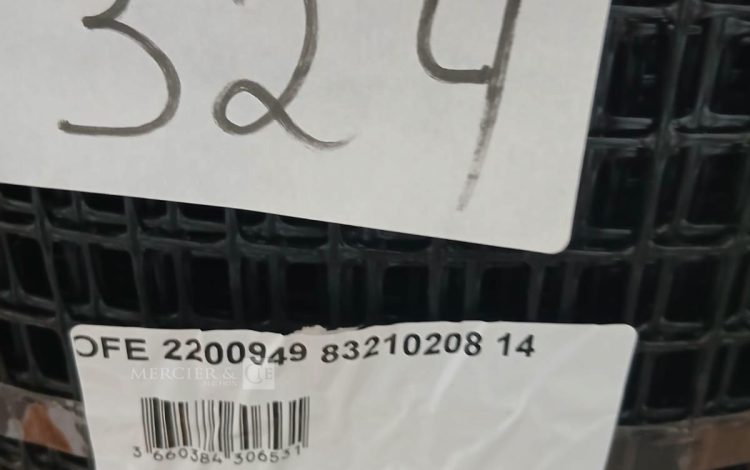 324
OFE 2200949 83210208 14
MERCIER & CIE
3 660384 306531